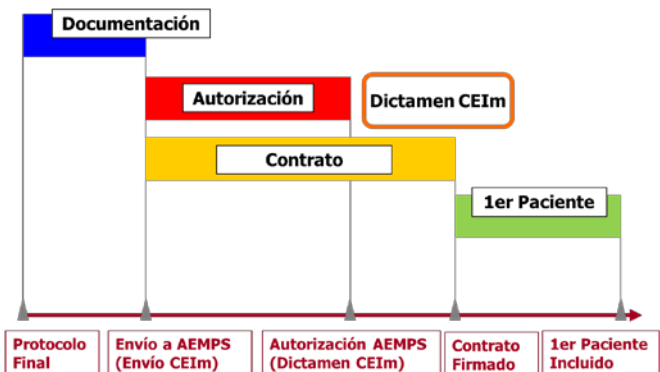 Documentación
Autorización
Dictamen CEIm
Contrato
1er Paciente
Protocolo
Final
Envío a AEMPS
(Envío CEIm)
Autorización AEMPS
(Dictamen CEIm)
Contrato
Firmado
1er Paciente
Incluido